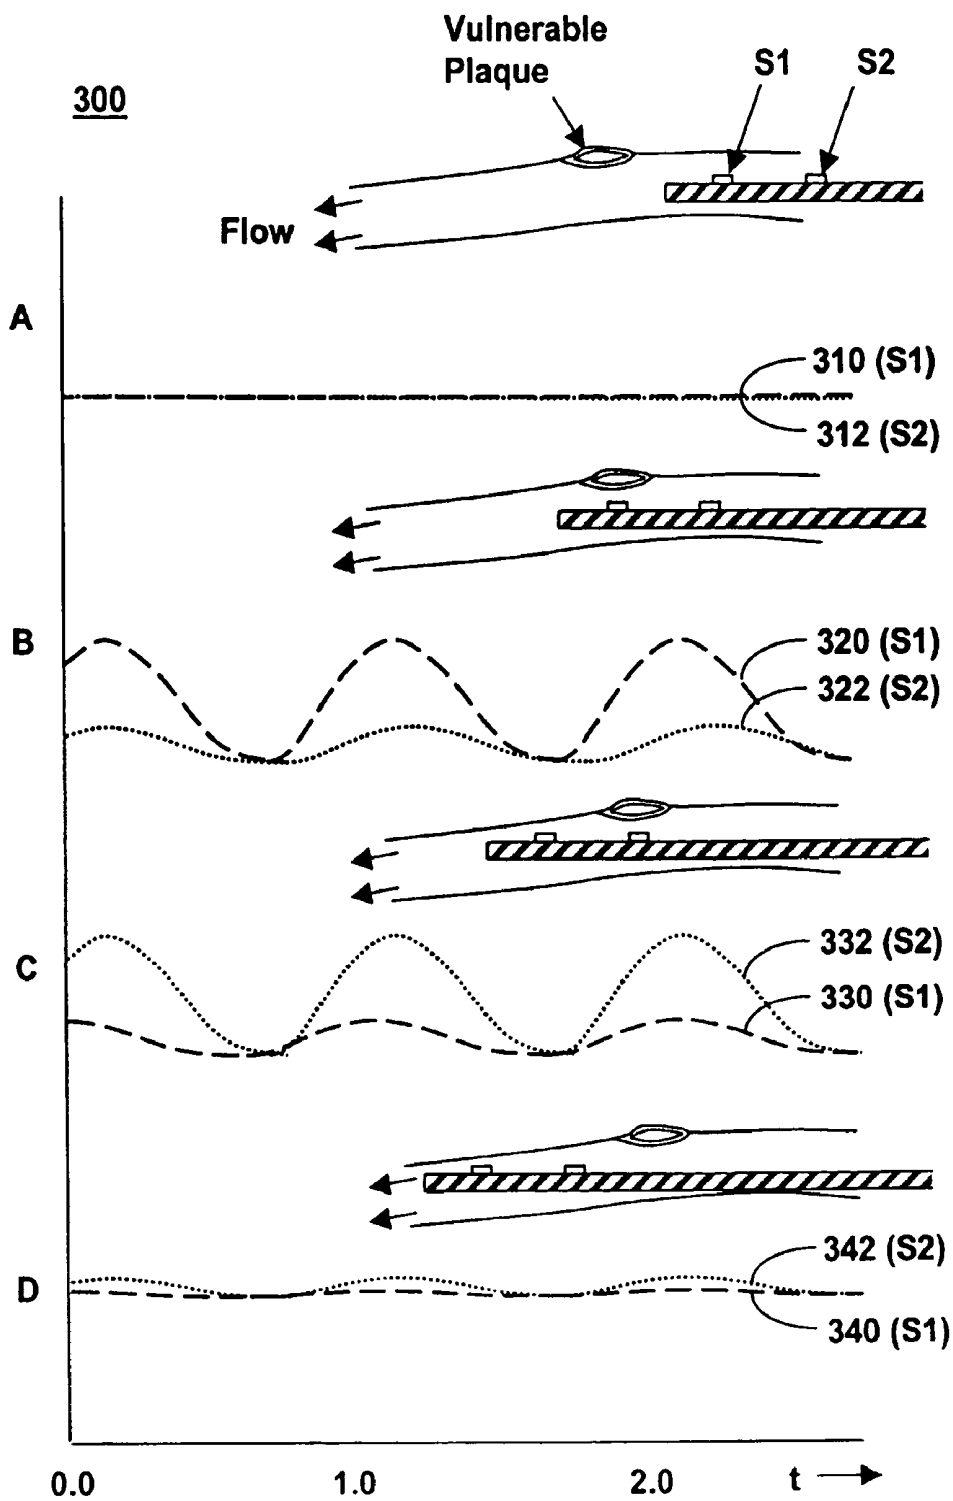 Vulnerable
Plaque
S1
S2
300
Flow
A
310 (S1)
312 (S2)
B
320 (S1)
322 (S2)
C
332 (S2)
330 (S1)
D
342 (S2)
340 (S1)
0.0
1.0
2.0
t